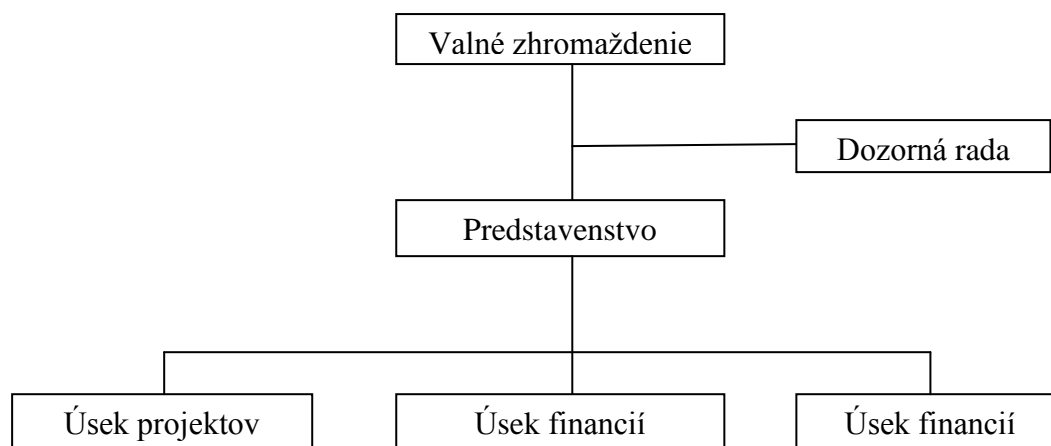 Valné zhromaždenie
Dozorná rada
Predstavenstvo
Úsek projektov
Úsek financií
Úsek financií